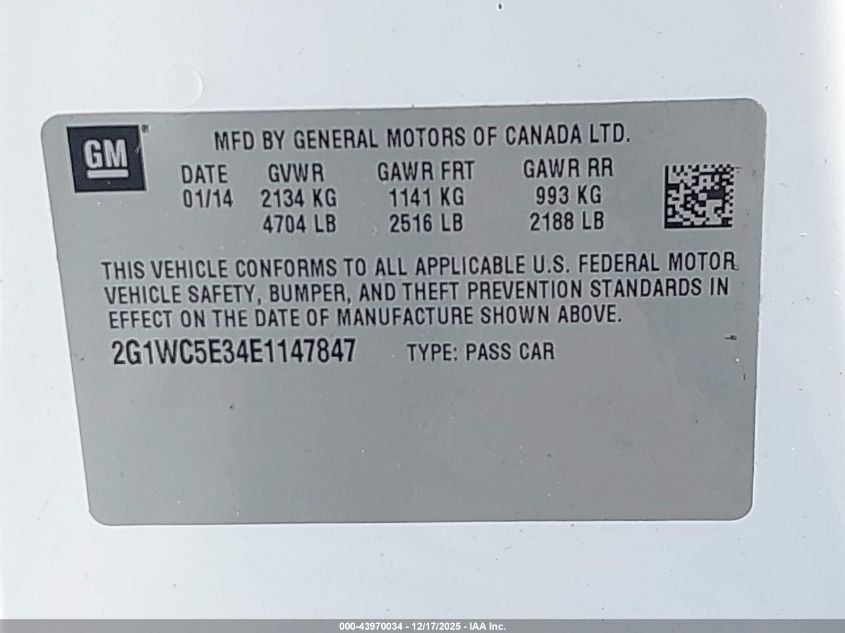 GM
MFD BY GENERAL MOTORS OF CANADA LTD.
DATE GVWR GAWR FRT GAWR RR
01/14 2134 KG 1141 KG 993 KG
4704 LB 2516 LB 2188 LB
THIS VEHICLE CONFORMS TO ALL APPLICABLE U.S. FEDERAL MOTOR
VEHICLE SAFETY, BUMPER, AND THEFT PREVENTION STANDARDS IN
EFFECT ON THE DATE OF MANUFACTURE SHOWN ABOVE.
2G1WC5E34E1147847 TYPE: PASS CAR
000-43970034 - 12/17/2025 - IAA Inc.